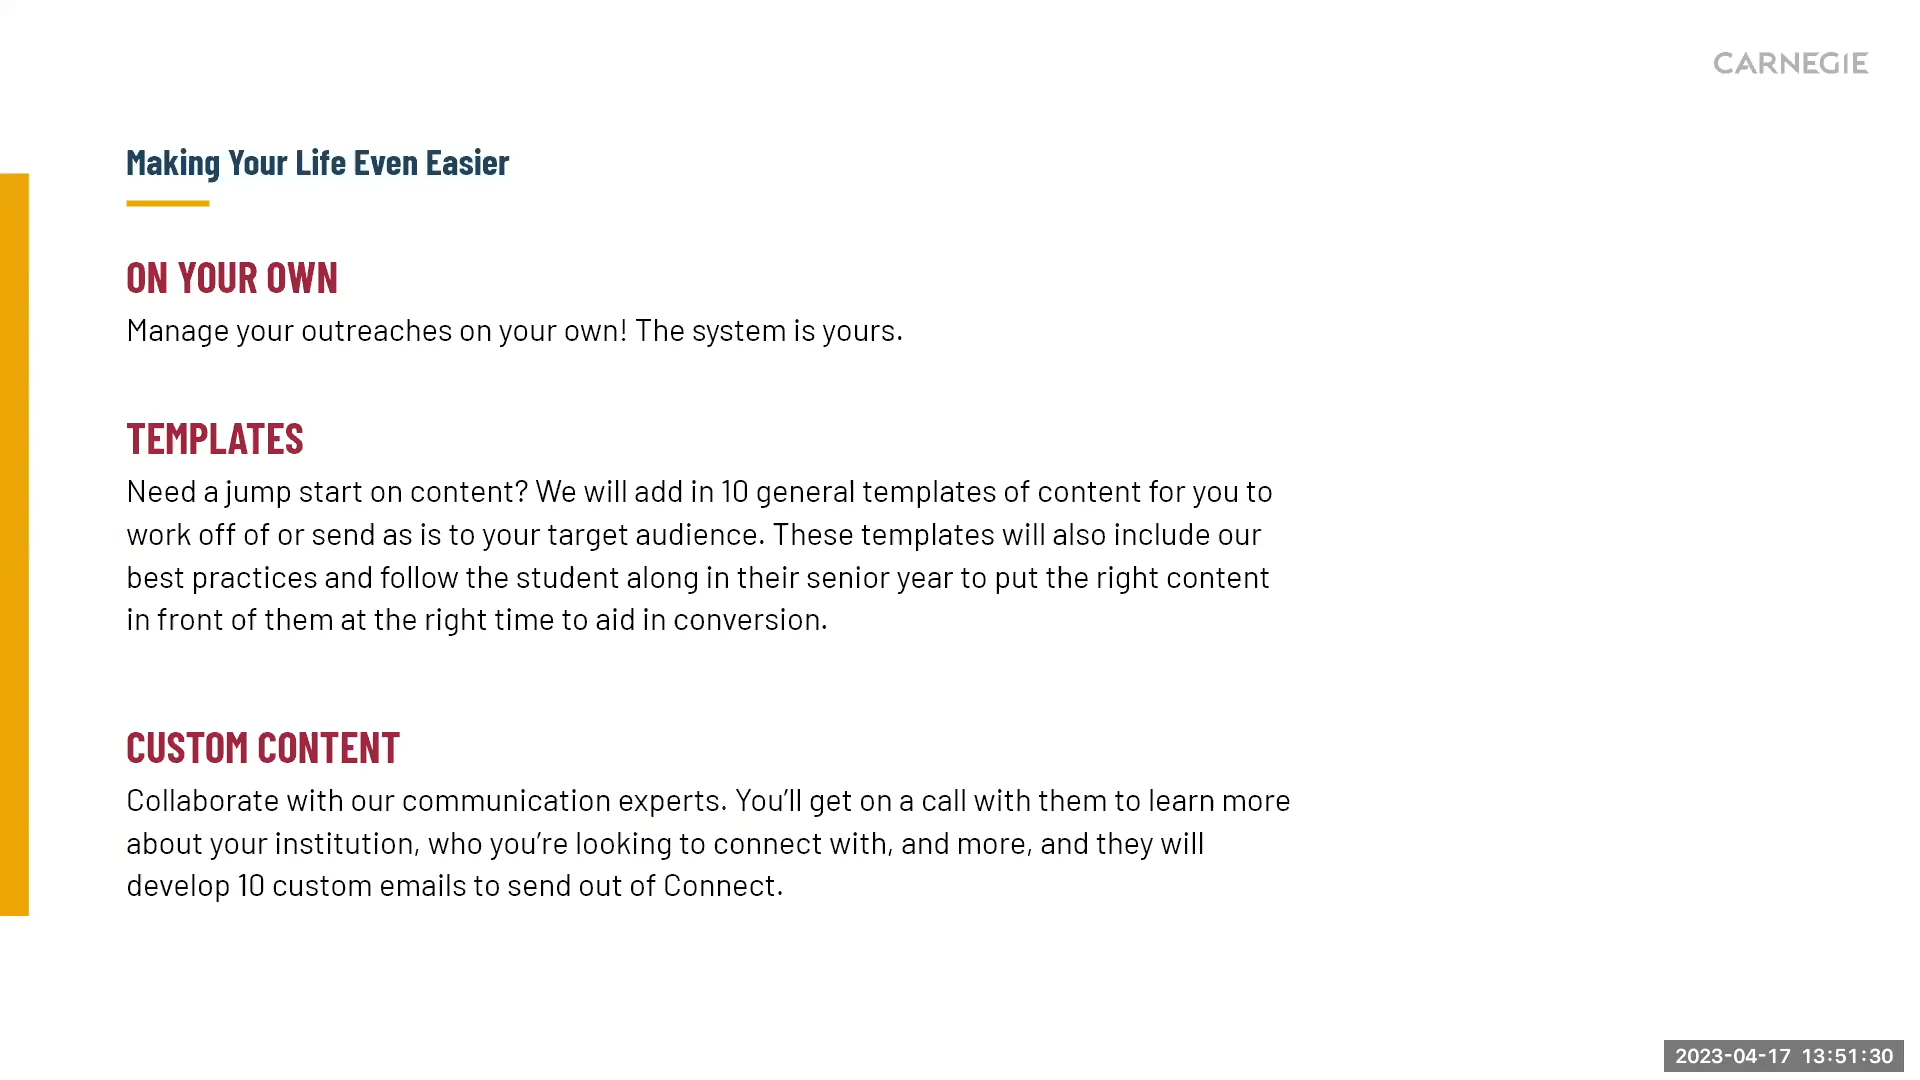 CARNEGIE
Making Your Life Even Easier
ON YOUR OWN
Manage your outreaches on your own! The system is yours.
TEMPLATES
Need a jump start on content? We will add in 10 general templates of content for you to
work off of or send as is to your target audience. These templates will also include our
best practices and follow the student along in their senior year to put the right content
in front of them at the right time to aid in conversion.
CUSTOM CONTENT
Collaborate with our communication experts. You’ll get on a call with them to learn more
about your institution, who you’re looking to connect with, and more, and they will
develop 10 custom emails to send out of Connect.
2023-04-17 13:51:30